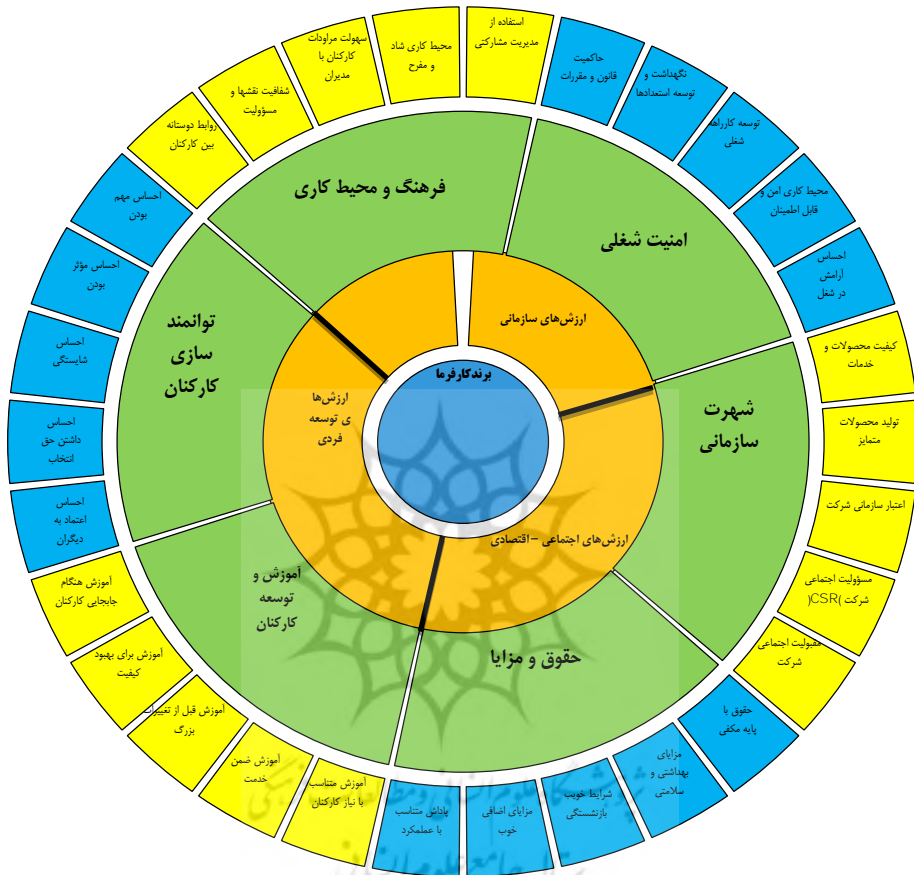 استفاده از
مدیریت مشارکتی
حاکمیت
قانون و مقررات
نگهداشت و
توسعه استعدادها
توسعه کارراهه
شغلی
محیط کاری امن و
قابل اطمینان
احساس
آرامش
در شغل
کیفیت محصولات و
خدمات
تولید محصولات
متمایز
اعتبار سازمانی شرکت
مسؤولیت اجتماعی
شرکت )CSR(
مقبولیت اجتماعی
شرکت
حقوق با
پایه مکفی
مزایای
بهداشتی و
سلامتی
شرایط خوب
بازنشستگی
مزایای اضافی
خوب
پاداش متناسب
با عملکرد
آموزش متناسب
با نیاز کارکنان
آموزش ضمن
خدمت
آموزش قبل از تغییرات
بزرگ
آموزش برای بهبود
کیفیت
آموزش هنگام
جابجایی کارکنان
احساس
اعتماد به
دیگران
احساس
داشتن حق
انتخاب
احساس
شایستگی
احساس مؤثر
بودن
احساس مهم
بودن
روابط دوستانه
بین کارکنان
شفافیت نقشها و
مسؤولیت
سهولت مراودات
کارکنان با
مدیران
محیط کاری شاد
و مفرح
فرهنگ و محیط کاری
امنیت شغلی
شهرت
سازمانی
حقوق و مزایا
آموزش و
توسعه
کارکنان
توانمند
سازی
کارکنان
ارزش‌های سازمانی
ارزش‌های اجتماعی – اقتصادی
ارزش‌ها
ی توسعه
فردی
برندکارفرما